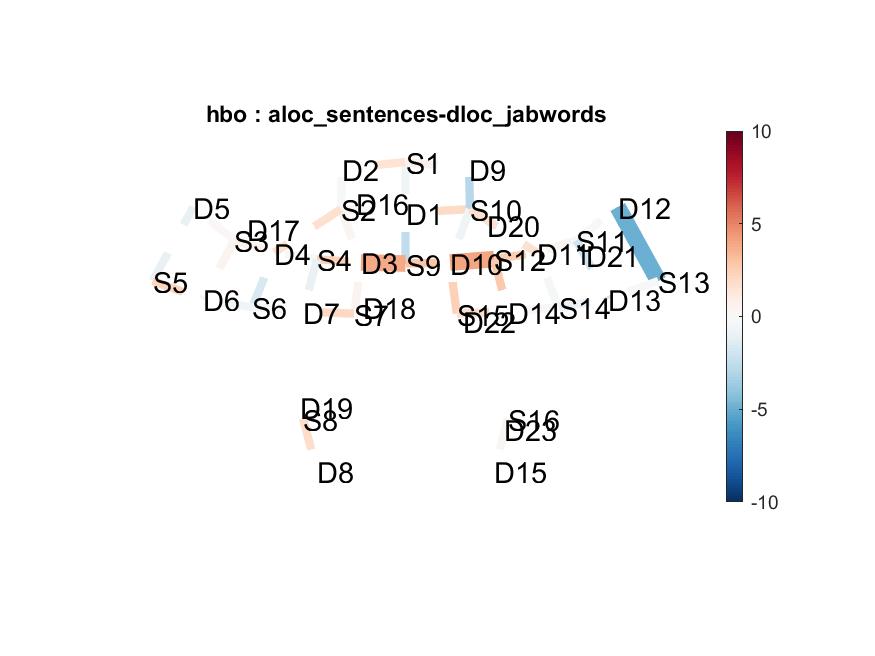 hbo : aloc_sentences-dloc_jabwords
10
D2 S1 D9
D5 S2 D16 D1 S10 D12
D17 D20
S3 D4 S4 D3 S9 D10 S12 D11 S11 D21
5
S5 D6 S6 D7 S7 D18 S15 D22 D14 S14 D13 S13
0
D19 S16
S8 D23
-5
D8 D15
-10